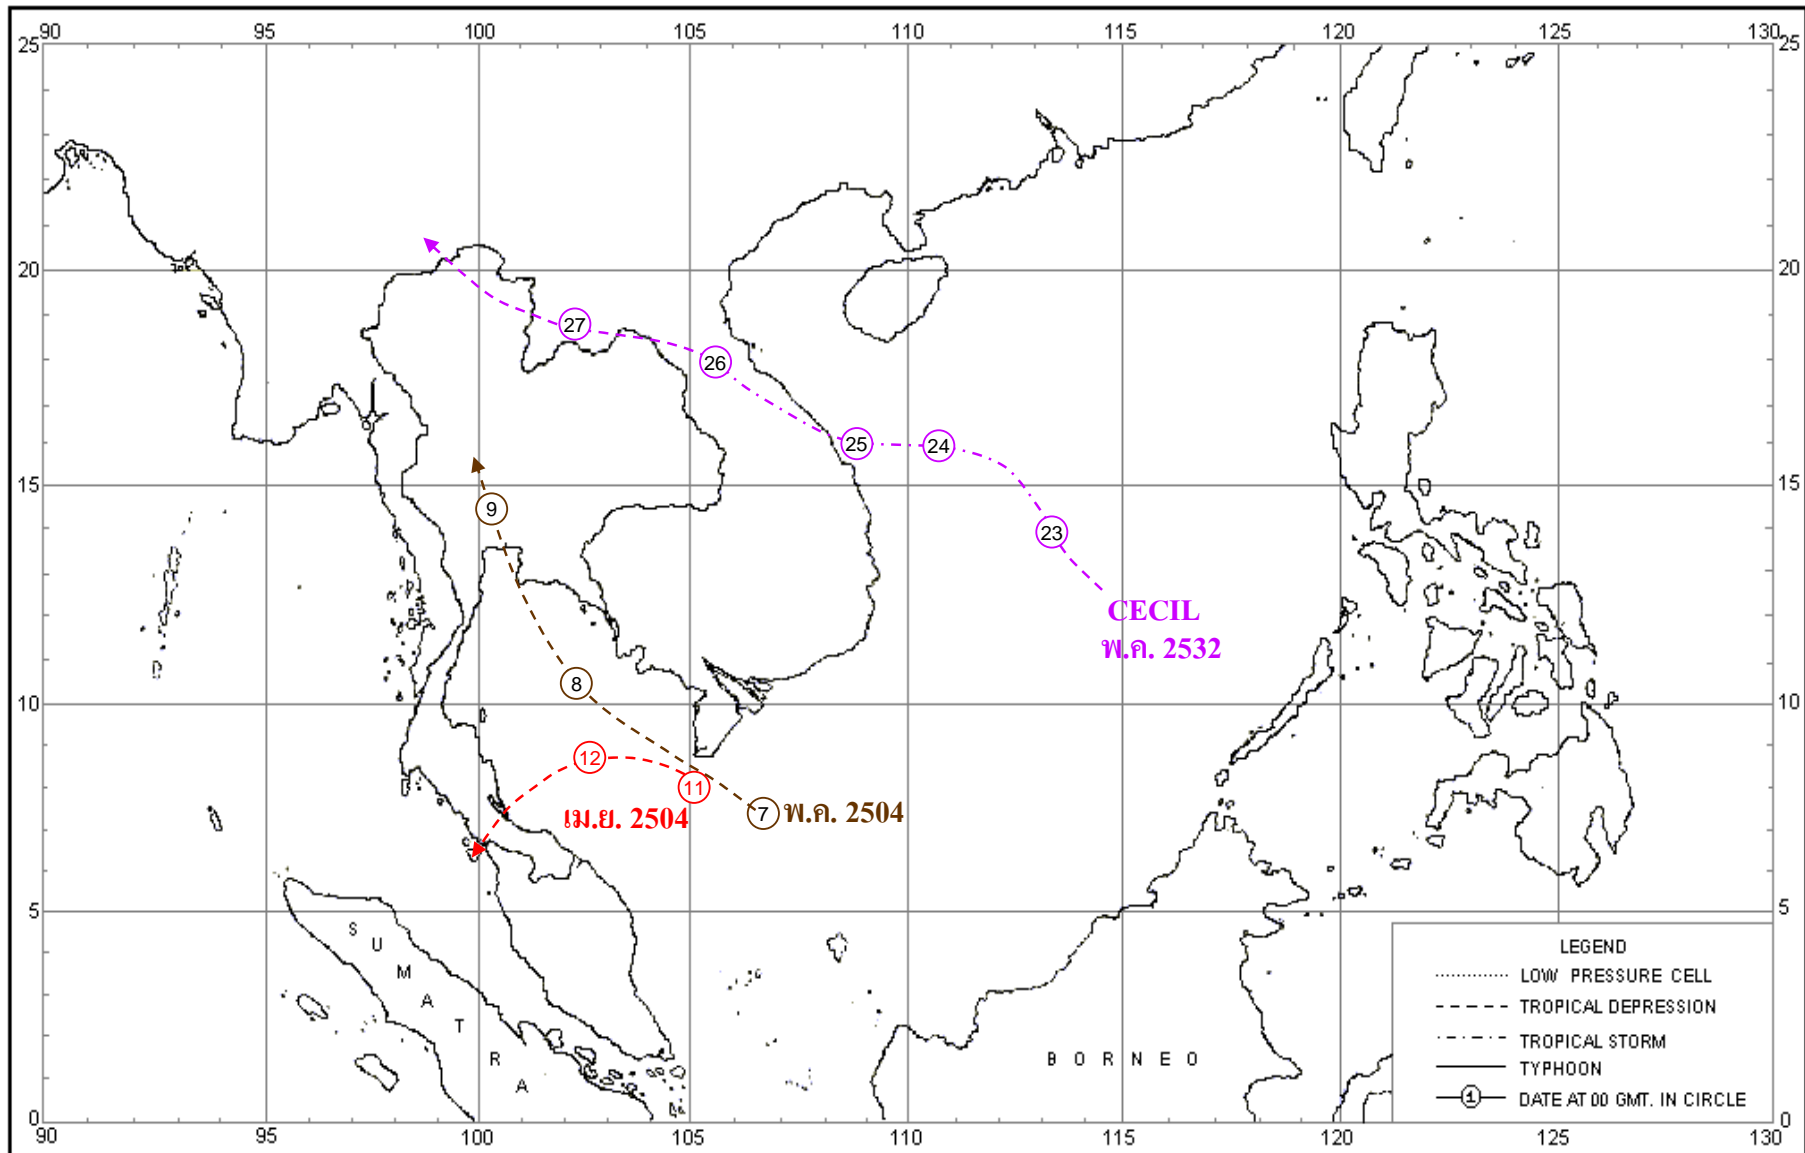 90 95 100 105 110 115 120 125 130
25 25
20 20
27
26
25 24
15 15
9
23
CECIL
พ.ค. 2532
8
10 10
12
11
เม.ย. 2504
7 พ.ค. 2504
5 5
S U M A T R A
B O R N E O
LEGEND
LOW PRESSURE CELL
TROPICAL DEPRESSION
TROPICAL STORM
TYPHOON
1 DATE AT 00 GMT. IN CIRCLE
0 0
90 95 100 105 110 115 120 125 130